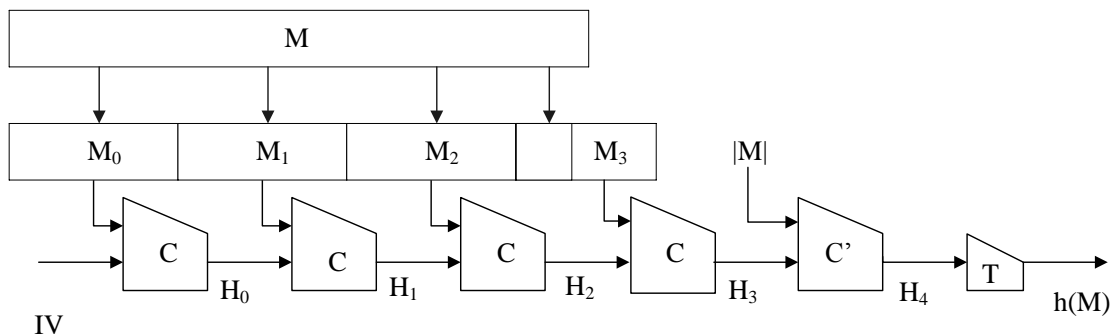 M
M₀ M₁ M₂ M₃ |M|
C C C C C’ T
H₀ H₁ H₂ H₃ H₄
h(M)
IV